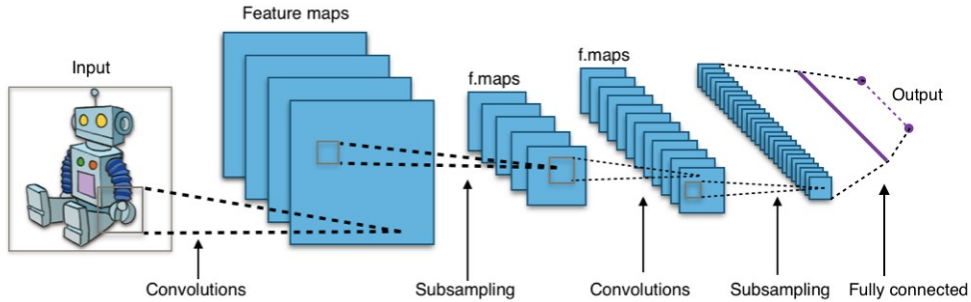 Feature maps
Input
f.maps
f.maps
Output
Convolutions
Subsampling
Convolutions
Subsampling
Fully connected